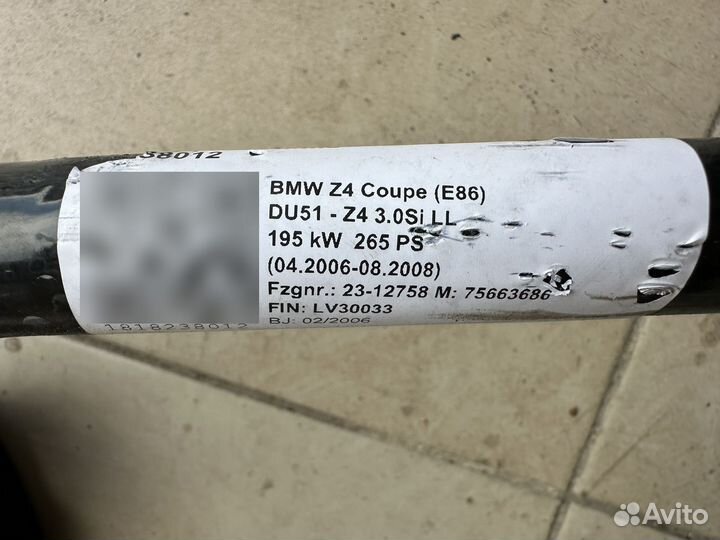 38012
BMW Z4 Coupe (E86)
DU51 - Z4 3.0Si LL
195 kW 265 PS
(04.2006-08.2008)
Fzgnr.: 23-12758 M: 75663686
FIN: LV30033
BJ: 02/2006
1818238012
Avito